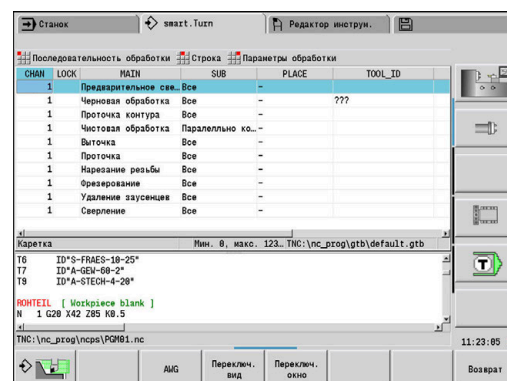 Станок smart.Turn Редактор инструм.
Последовательность обработки Строка Параметры обработки
CHAN LOCK MAIN SUB PLACE TOOL_ID
1 Предварительное све… Все –
1 Черновая обработка Все – ???
1 Проточка контура Все –
1 Чистовая обработка Паралельно ко… –
1 Выточка Все –
1 Проточка Все –
1 Нарезание резьбы Все –
1 Фрезерование Все –
1 Удаление заусенцев Все –
1 Сверление Все –
Каретка Мин. 0, макс. 123… TNC:\nc_prog\gtb\default.gtb
T6 ID"S-FRAES-10-25"
T7 ID"A-GEW-60-2"
T9 ID"A-STECH-4-20"
ROHTEIL [ Workpiece blank ]
N 1 G20 X42 Z85 K0.5
TNC:\nc_prog\ncps\PGM01.nc
T
11:23:05
AWG Переключ. вид Переключ. окно Возврат